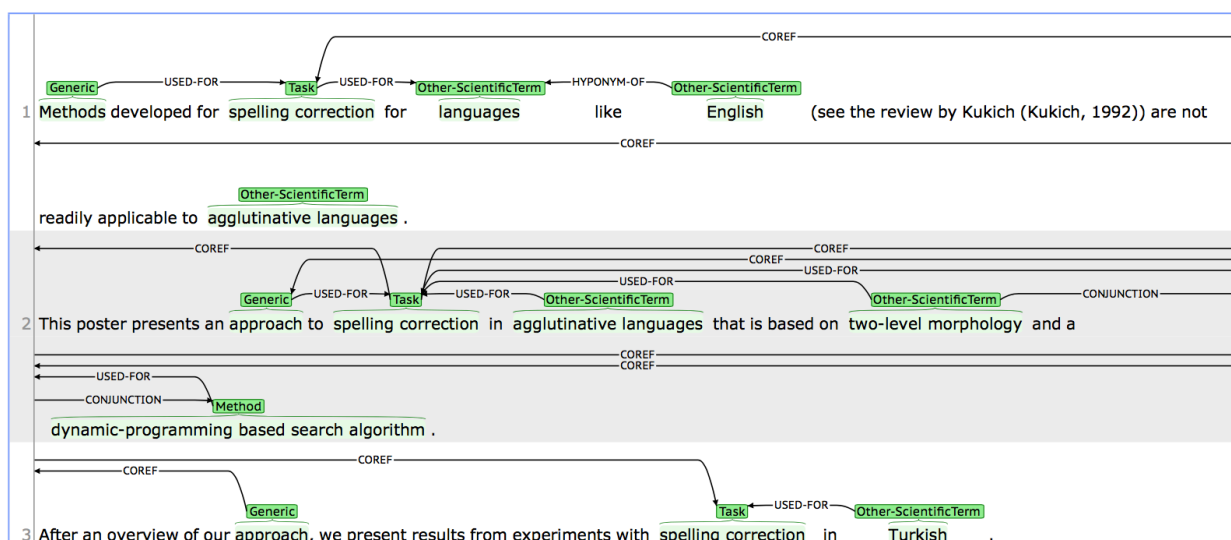 COREF
Generic USED-FOR Task USED-FOR Other-ScientificTerm HYPONYM-OF Other-ScientificTerm
1 Methods developed for spelling correction for languages like English (see the review by Kukich (Kukich, 1992)) are not
COREF
Other-ScientificTerm
readily applicable to agglutinative languages .
COREF COREF
COREF
USED-FOR
USED-FOR
Generic USED-FOR Task USED-FOR Other-ScientificTerm Other-ScientificTerm CONJUNCTION
2 This poster presents an approach to spelling correction in agglutinative languages that is based on two-level morphology and a
COREF
COREF
USED-FOR
CONJUNCTION Method
dynamic-programming based search algorithm .
COREF
COREF
Generic Task USED-FOR Other-ScientificTerm
3 After an overview of our approach, we present results from experiments with spelling correction in Turkish .